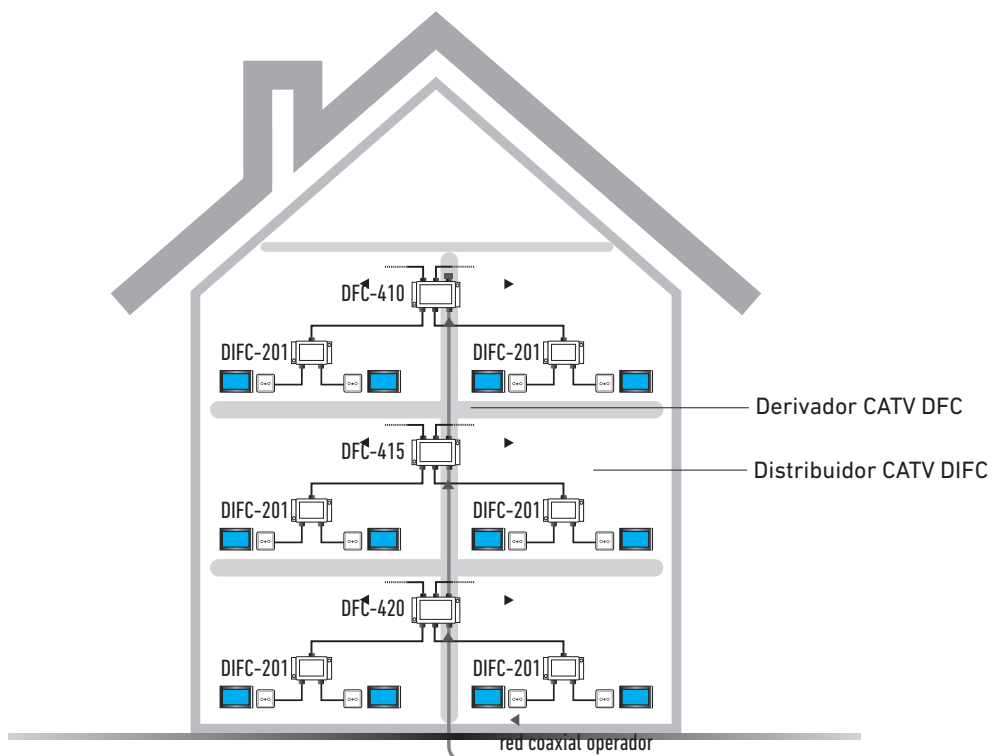 DFC-410
DIFC-201
DIFC-201
Derivador CATV DFC
DFC-415
Distribuidor CATV DIFC
DIFC-201
DIFC-201
DFC-420
DIFC-201
DIFC-201
red coaxial operador